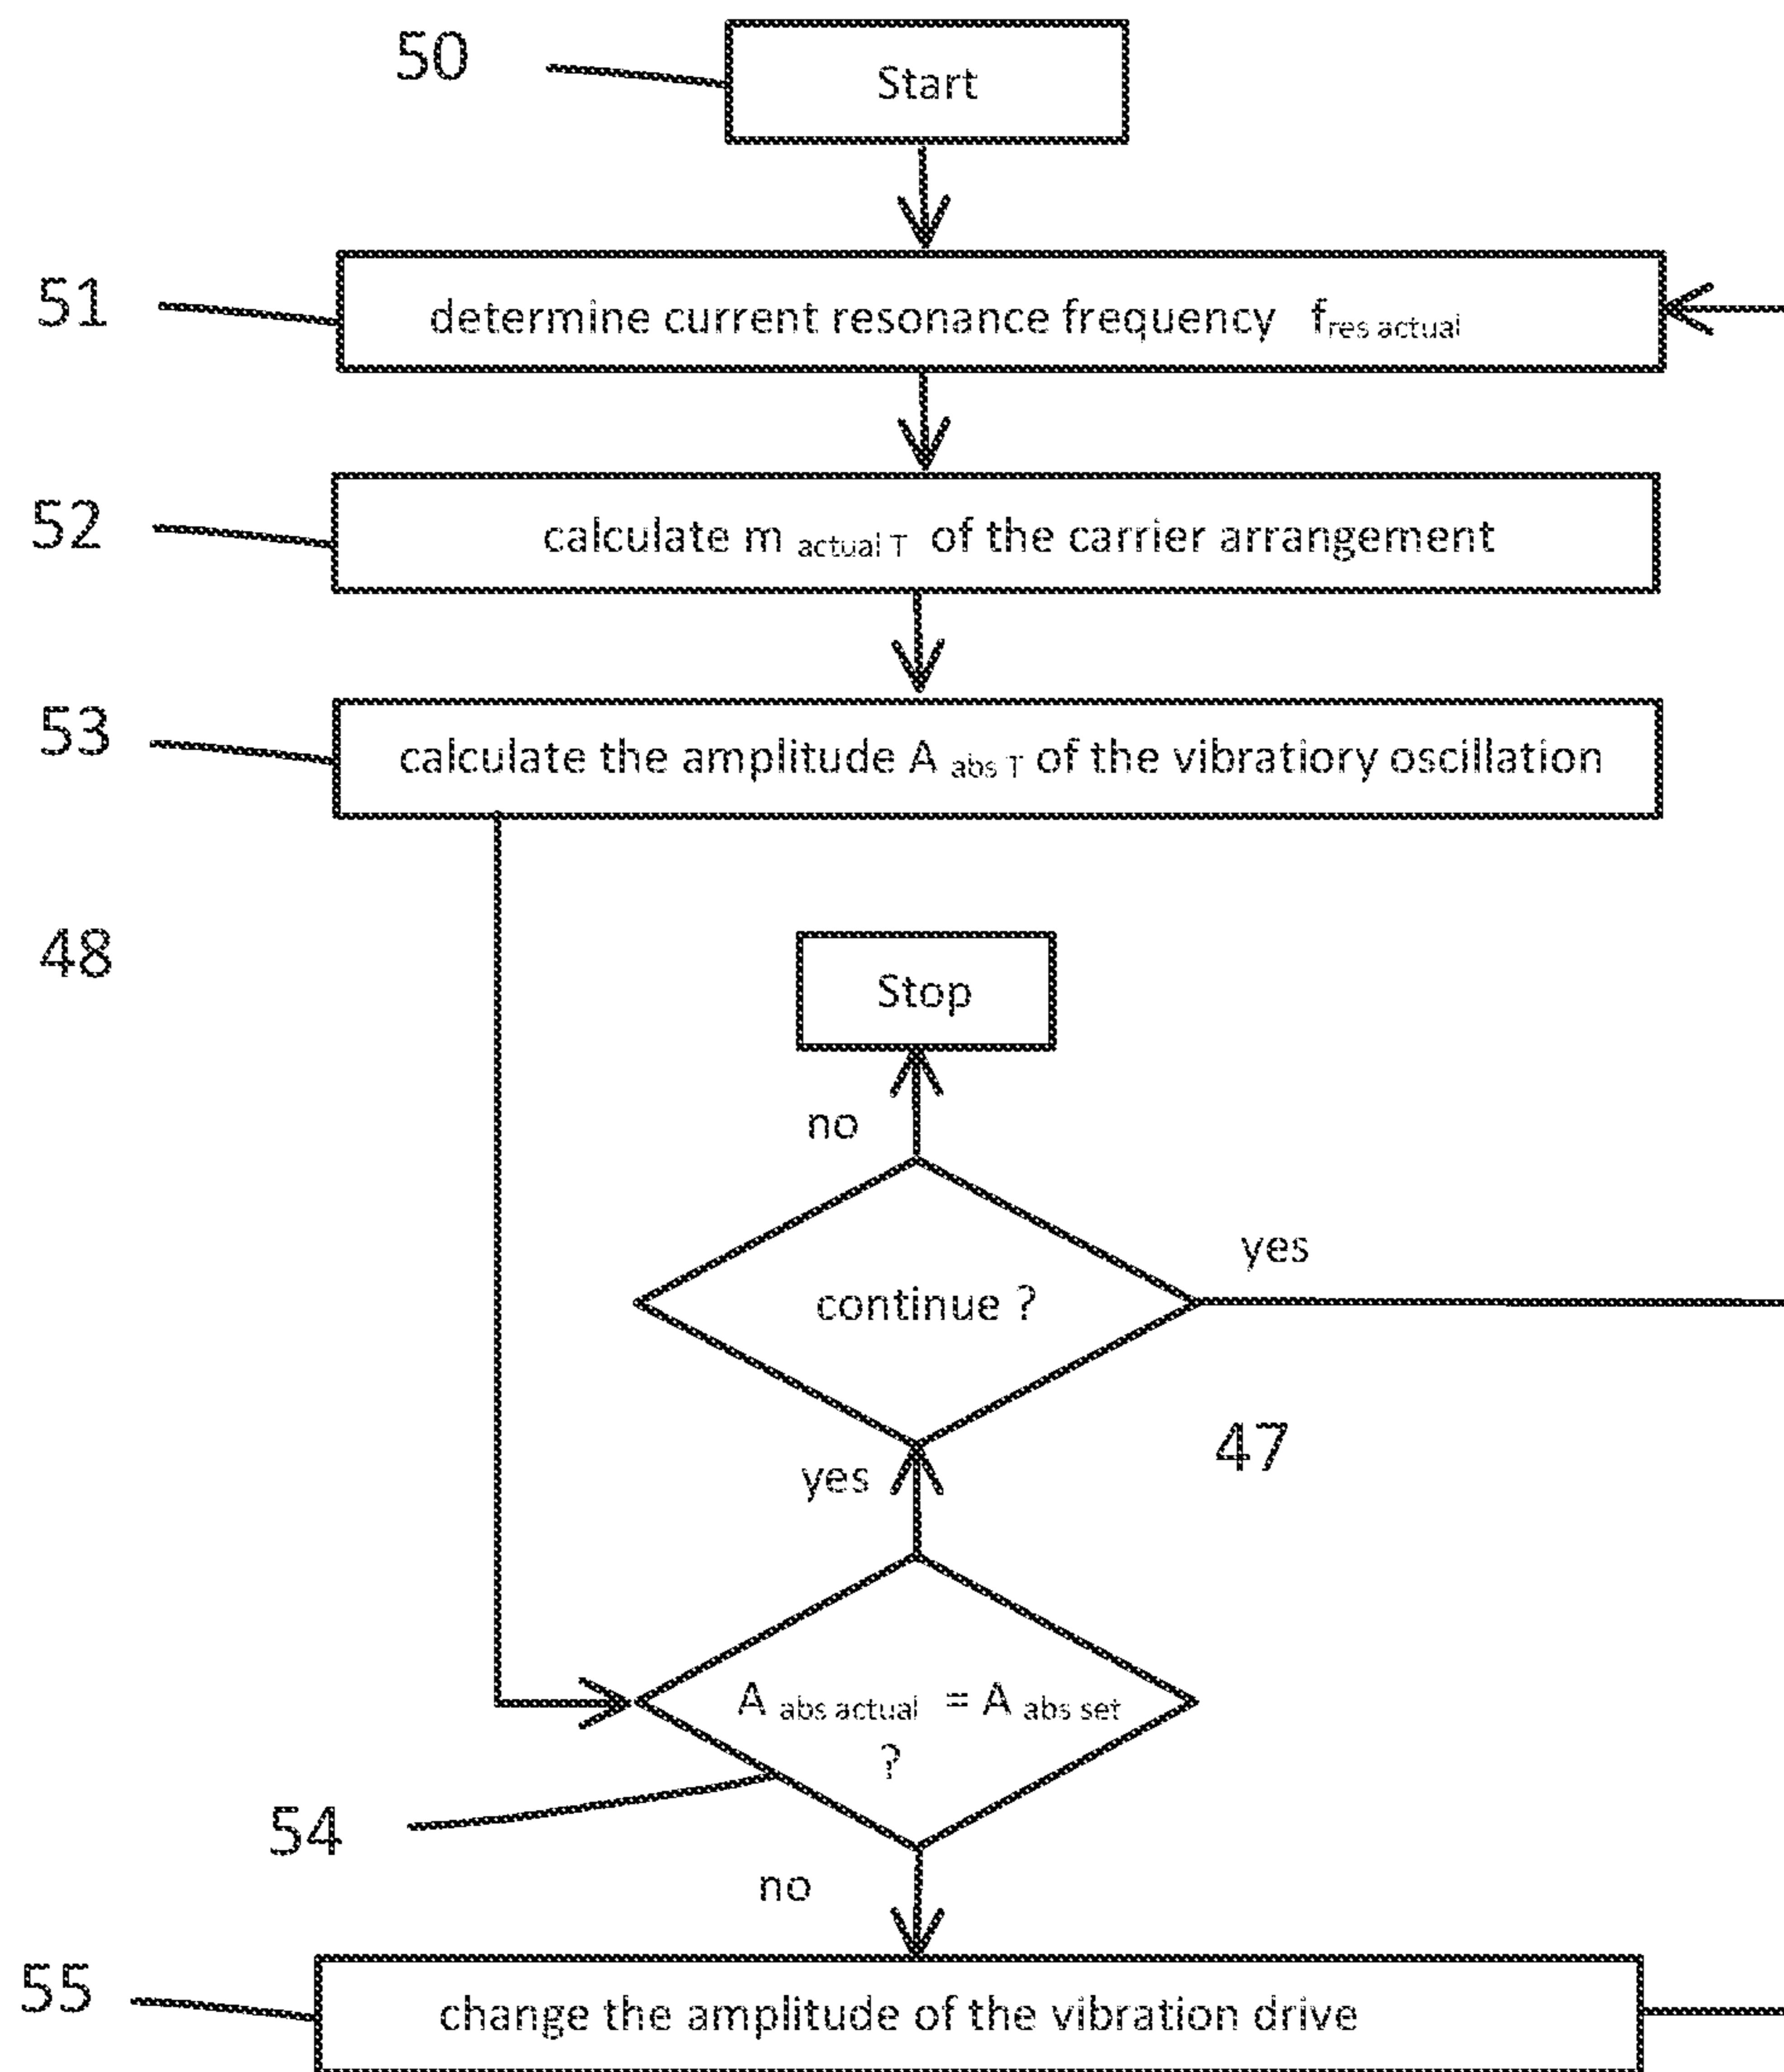 50
Start
51
determine current resonance frequency fres actual
52
calculate m actual T of the carrier arrangement
53
calculate the amplitude A abs T of the vibratiory oscillation
48
Stop
no
continue ?
yes
47
yes
A abs actual = A abs set
?
54
no
55
change the amplitude of the vibration drive